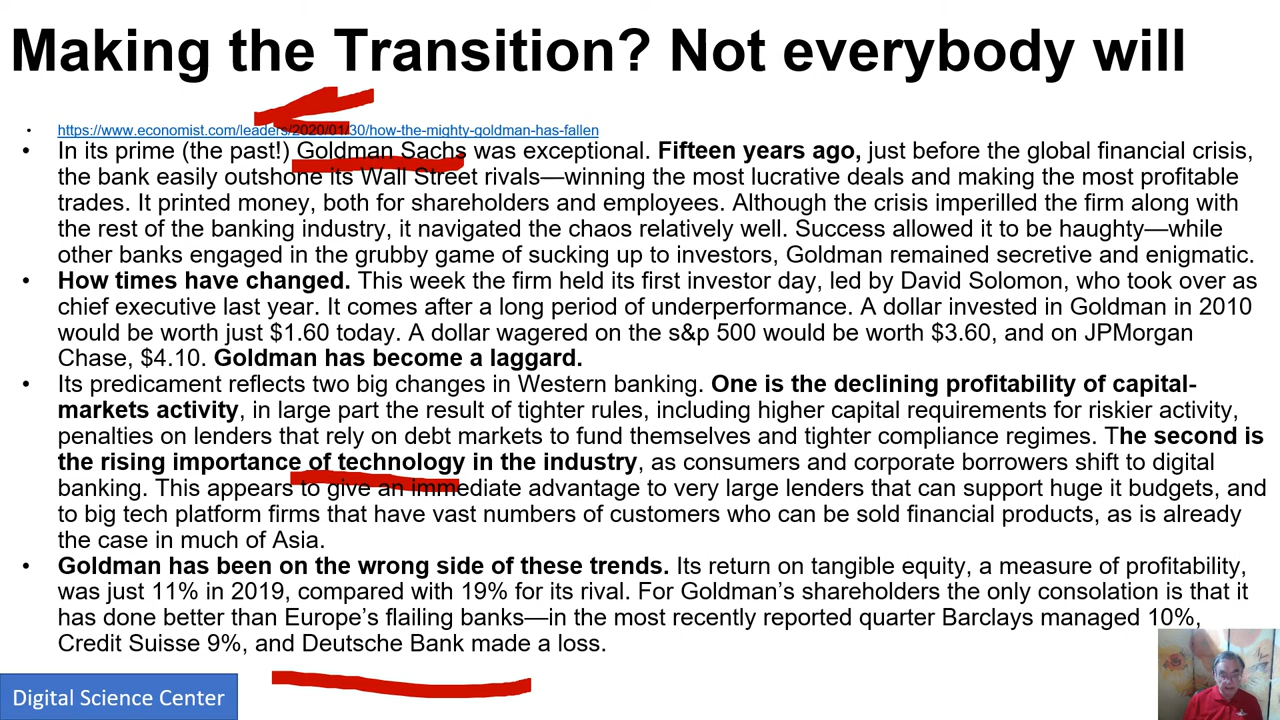 Making the Transition? Not everybody will
• https://www.economist.com/leaders/2020/01/30/how-the-mighty-goldman-has-fallen
• In its prime (the past!) Goldman Sachs was exceptional. Fifteen years ago, just before the global financial crisis,
the bank easily outshone its Wall Street rivals—winning the most lucrative deals and making the most profitable
trades. It printed money, both for shareholders and employees. Although the crisis imperilled the firm along with
the rest of the banking industry, it navigated the chaos relatively well. Success allowed it to be haughty—while
other banks engaged in the grubby game of sucking up to investors, Goldman remained secretive and enigmatic.
• How times have changed. This week the firm held its first investor day, led by David Solomon, who took over as
chief executive last year. It comes after a long period of underperformance. A dollar invested in Goldman in 2010
would be worth just $1.60 today. A dollar wagered on the s&p 500 would be worth $3.60, and on JPMorgan
Chase, $4.10. Goldman has become a laggard.
• Its predicament reflects two big changes in Western banking. One is the declining profitability of capital-
markets activity, in large part the result of tighter rules, including higher capital requirements for riskier activity,
penalties on lenders that rely on debt markets to fund themselves and tighter compliance regimes. The second is
the rising importance of technology in the industry, as consumers and corporate borrowers shift to digital
banking. This appears to give an immediate advantage to very large lenders that can support huge it budgets, and
to big tech platform firms that have vast numbers of customers who can be sold financial products, as is already
the case in much of Asia.
• Goldman has been on the wrong side of these trends. Its return on tangible equity, a measure of profitability,
was just 11% in 2019, compared with 19% for its rival. For Goldman’s shareholders the only consolation is that it
has done better than Europe’s flailing banks—in the most recently reported quarter Barclays managed 10%,
Credit Suisse 9%, and Deutsche Bank made a loss.
Digital Science Center